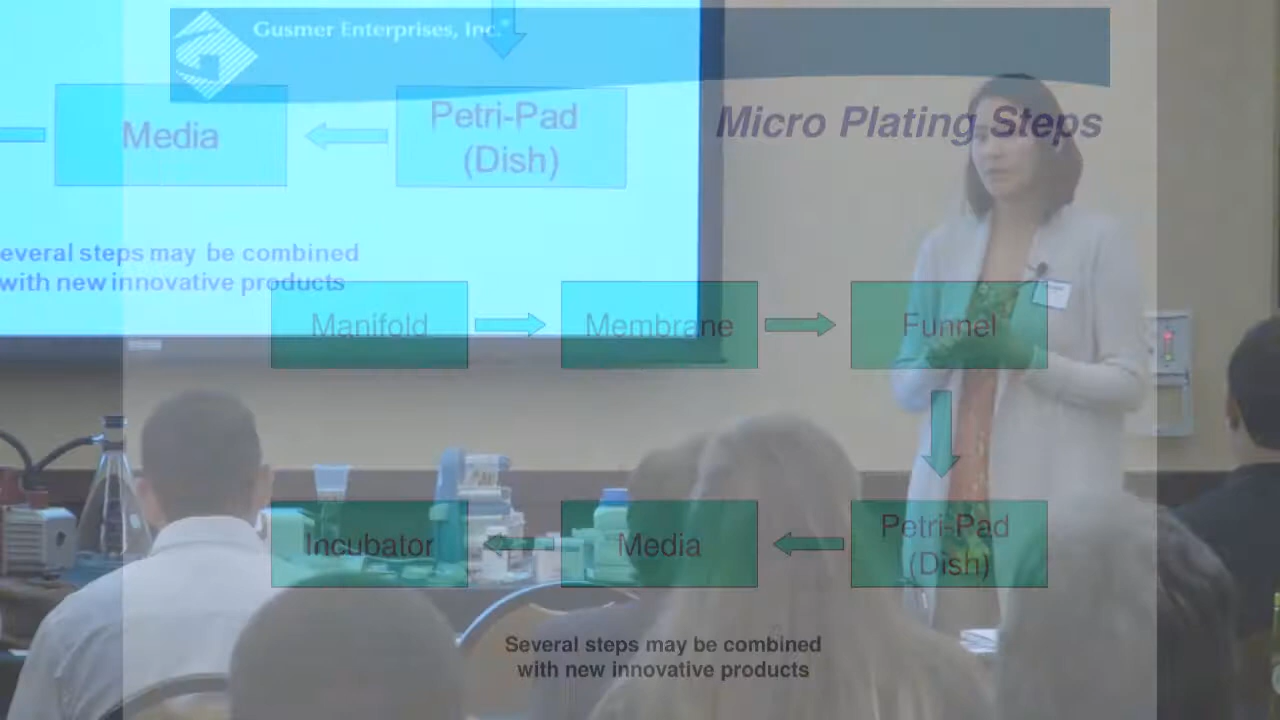 Gusmer Enterprises, Inc.
Petri-Pad
(Dish)
Media
Micro Plating Steps
everal steps may be combined
with new innovative products
Manifold
Membrane
Funnel
Incubator
Media
Petri-Pad
(Dish)
Several steps may be combined
with new innovative products